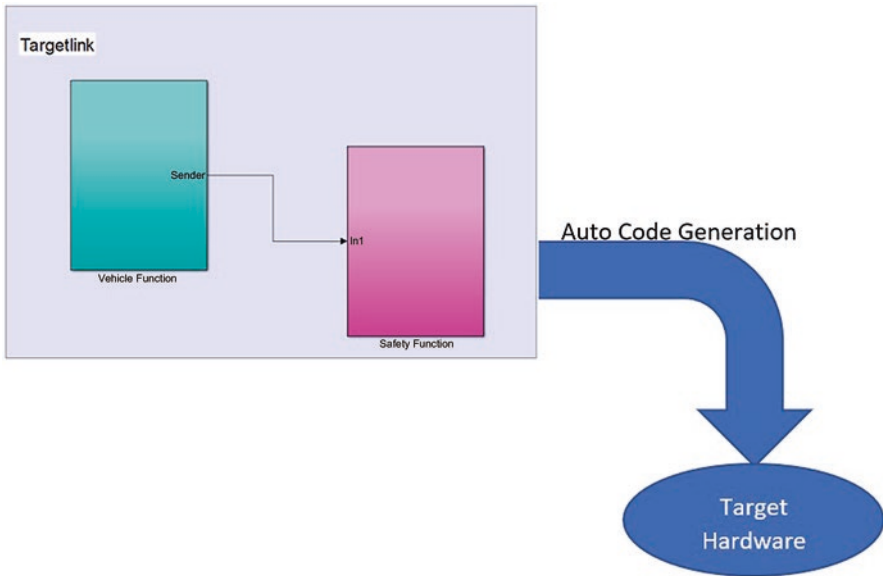 Targetlink
Sender
In1
Vehicle Function
Safety Function
Auto Code Generation
Target
Hardware